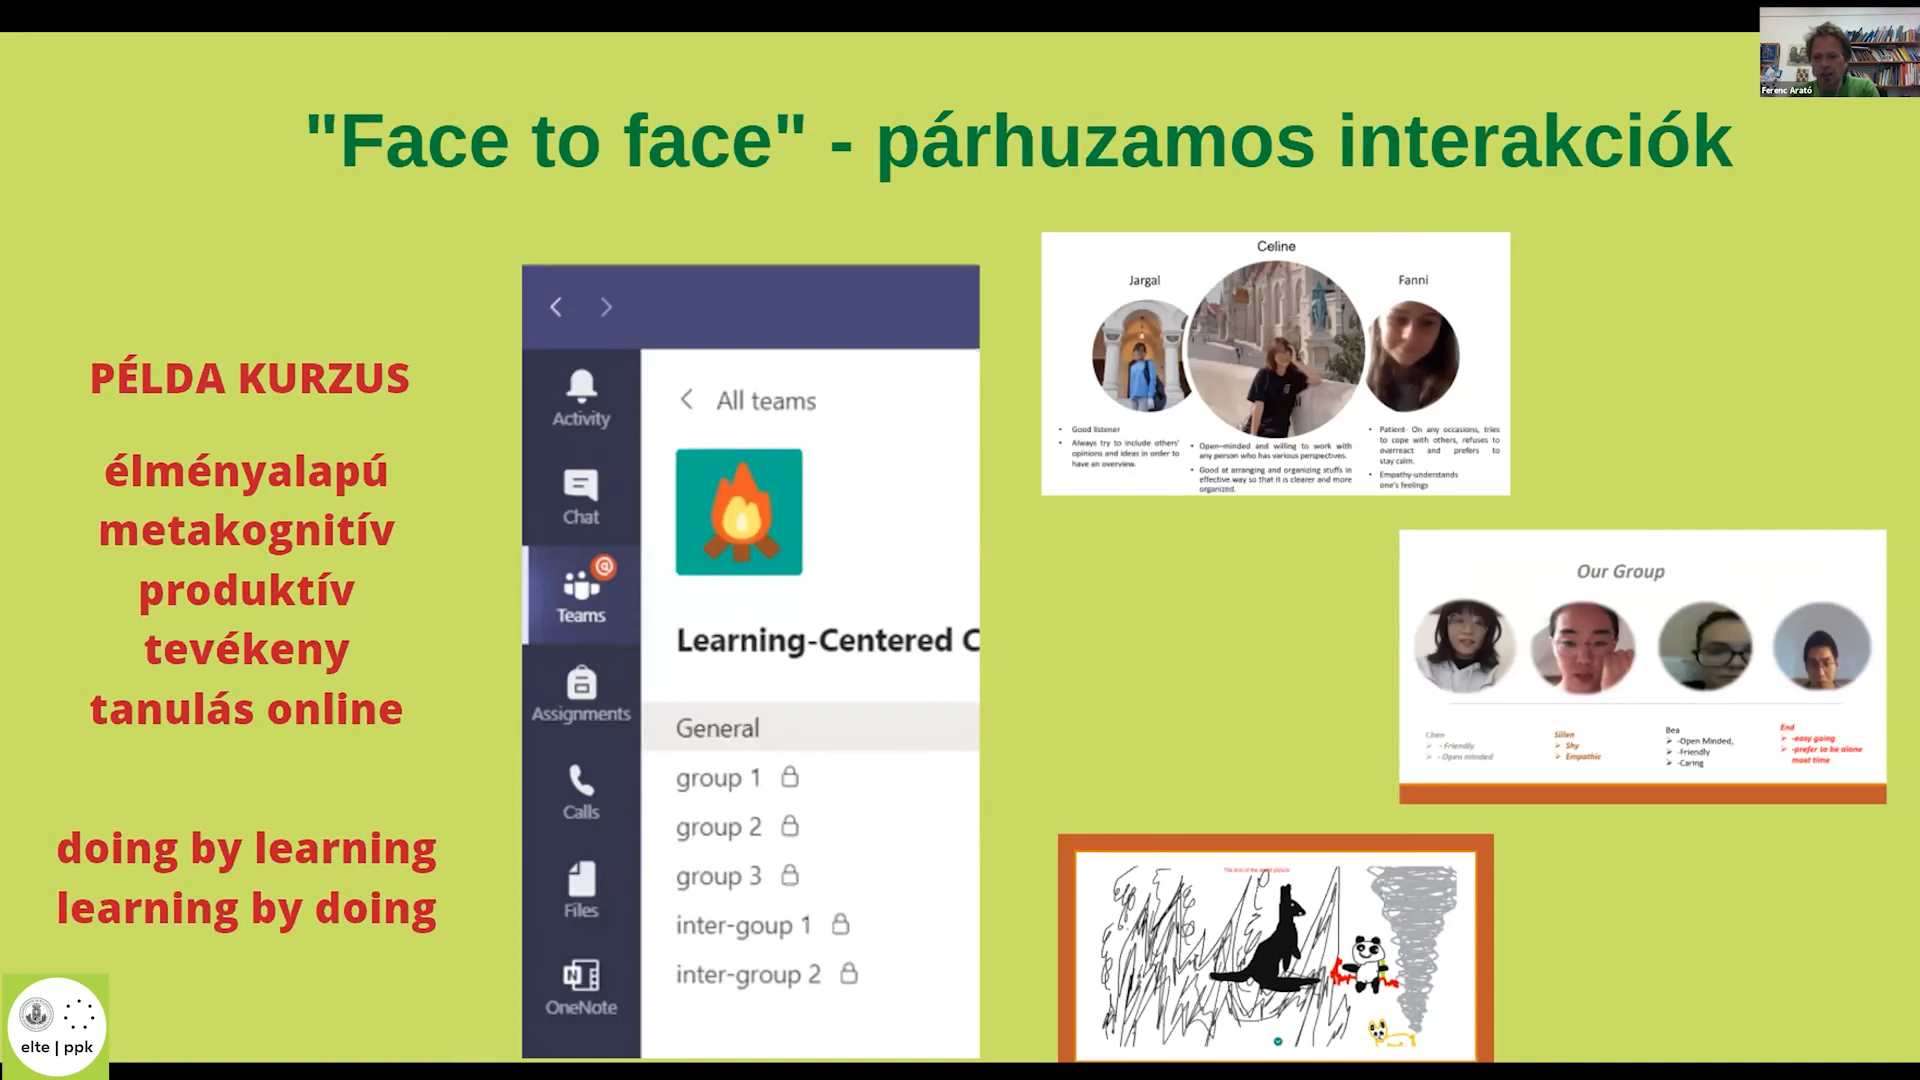 Ferenc Arató
"Face to face" - párhuzamos interakciók
PÉLDA KURZUS
élményalapú
metakognitív
produktív
tevékeny
tanulás online
doing by learning
learning by doing
elte | ppk
Activity
Chat
Teams
Assignments
Calls
Files
OneNote
All teams
Learning-Centered C
General
group 1
group 2
group 3
inter-goup 1
inter-group 2
Celine
Jargal
Fanni
• Good listener
• Always try to include others'
opinions and ideas in order to
have an overview.
• Open-minded and willing to work with
any person who has various perspectives.
• Good at arranging and organizing stuffs in
effective way so that it is clearer and more
organized.
• Patient- On any occasions, tries
to cope with others, refuses to
overreact and prefers to
stay calm.
• Empathy-understands
one's feelings
Our Group
Chen
- Friendly
- Open minded
Siilen
Shy
Empathic
Bea
-Open Minded,
-Friendly
-Caring
End
-easy going
-prefer to be alone
most time
The end of the picture